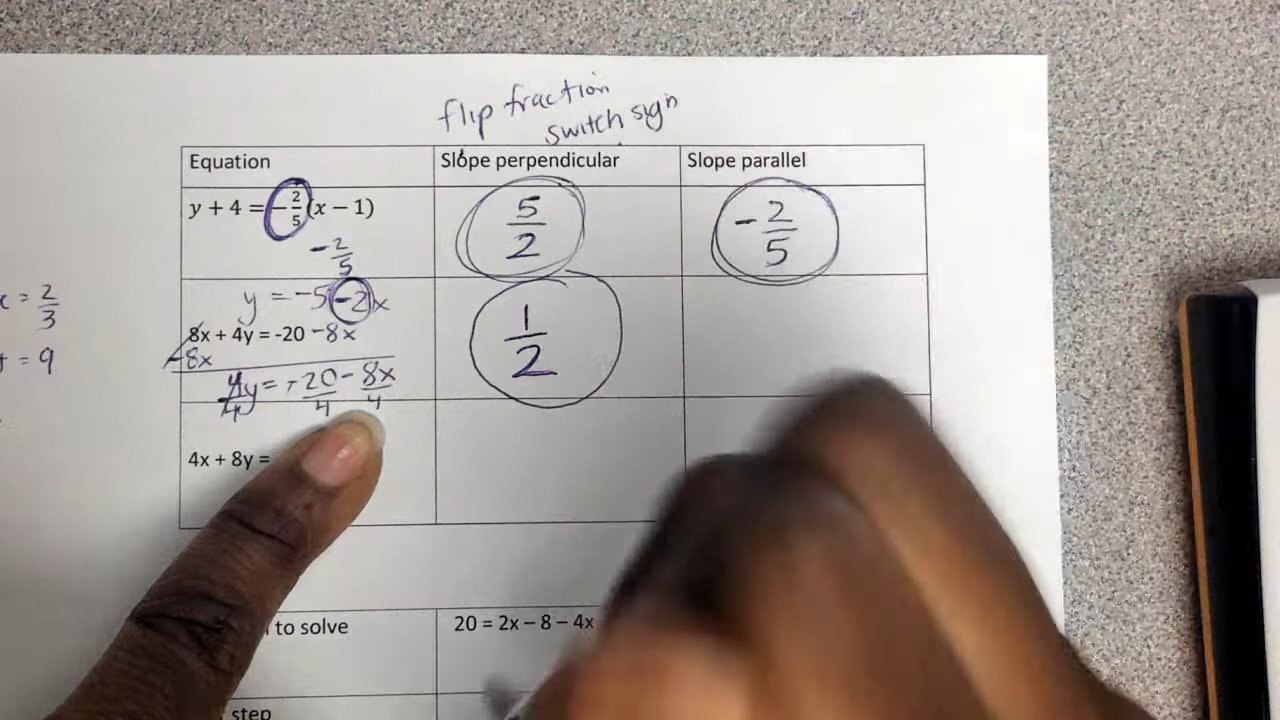 flip fraction
switch sign
Equation Slope perpendicular Slope parallel
y + 4 = -2/5(x − 1) 5/2 -2/5
-2/5
y = -5 -2x
8x + 4y = -20 -8x 1/2
-8x
4y = -20 - 8x
4 4 4
4x + 8y =
x = 2/3
= 9
to solve 20 = 2x – 8 – 4x
step